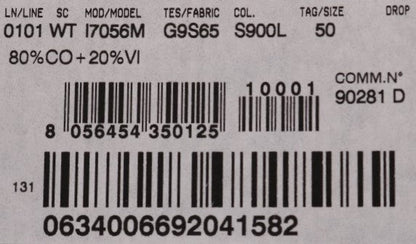 LN/LINE SC MOD/MODEL TES/FABRIC COL. TAG/SIZE DROP
0101 WT I7056M G9S65 S900L 50
80%CO+20%VI
COMM.N°
90281 D
10001
8 056454 350125
131
0634006692041582